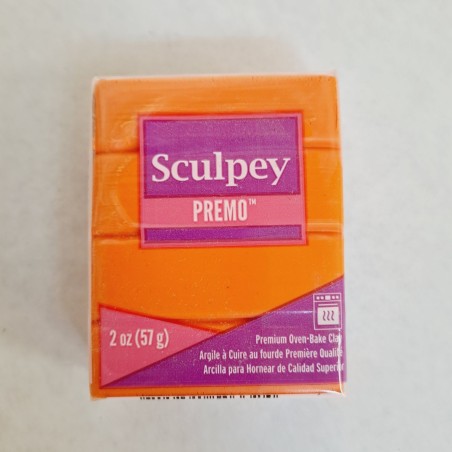 Sculpey
PREMO™
2 oz (57 g)
Premium Oven-Bake Clay
Argile à Cuire au fourde Première Qualité
Arcilla para Hornear de Calidad Superior